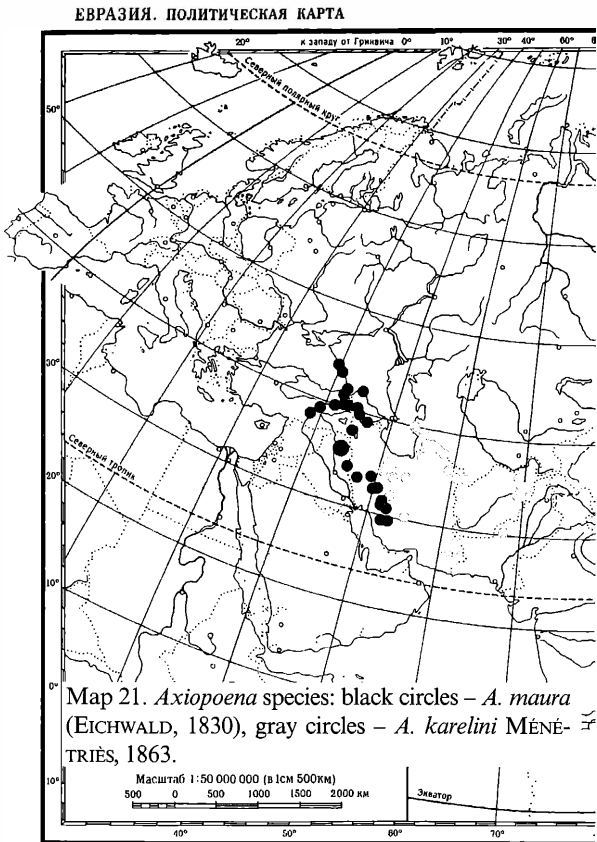 ЕВРАЗИЯ. ПОЛИТИЧЕСКАЯ КАРТА
20° к западу от Гринвича 0° 10° 20° 30° 40° 60°
Северный полярный круг
50°
30°
Северный тропик
20°
10°
0°
Map 21. Axiopoena species: black circles – A. maura
(EICHWALD, 1830), gray circles – A. karelini MÉNÉ-
TRIÈS, 1863.
Масштаб 1:50 000 000 (в 1см 500км)
10°
500 0 500 1000 1500 2000 км
Экватор
40° 50° 60° 70°